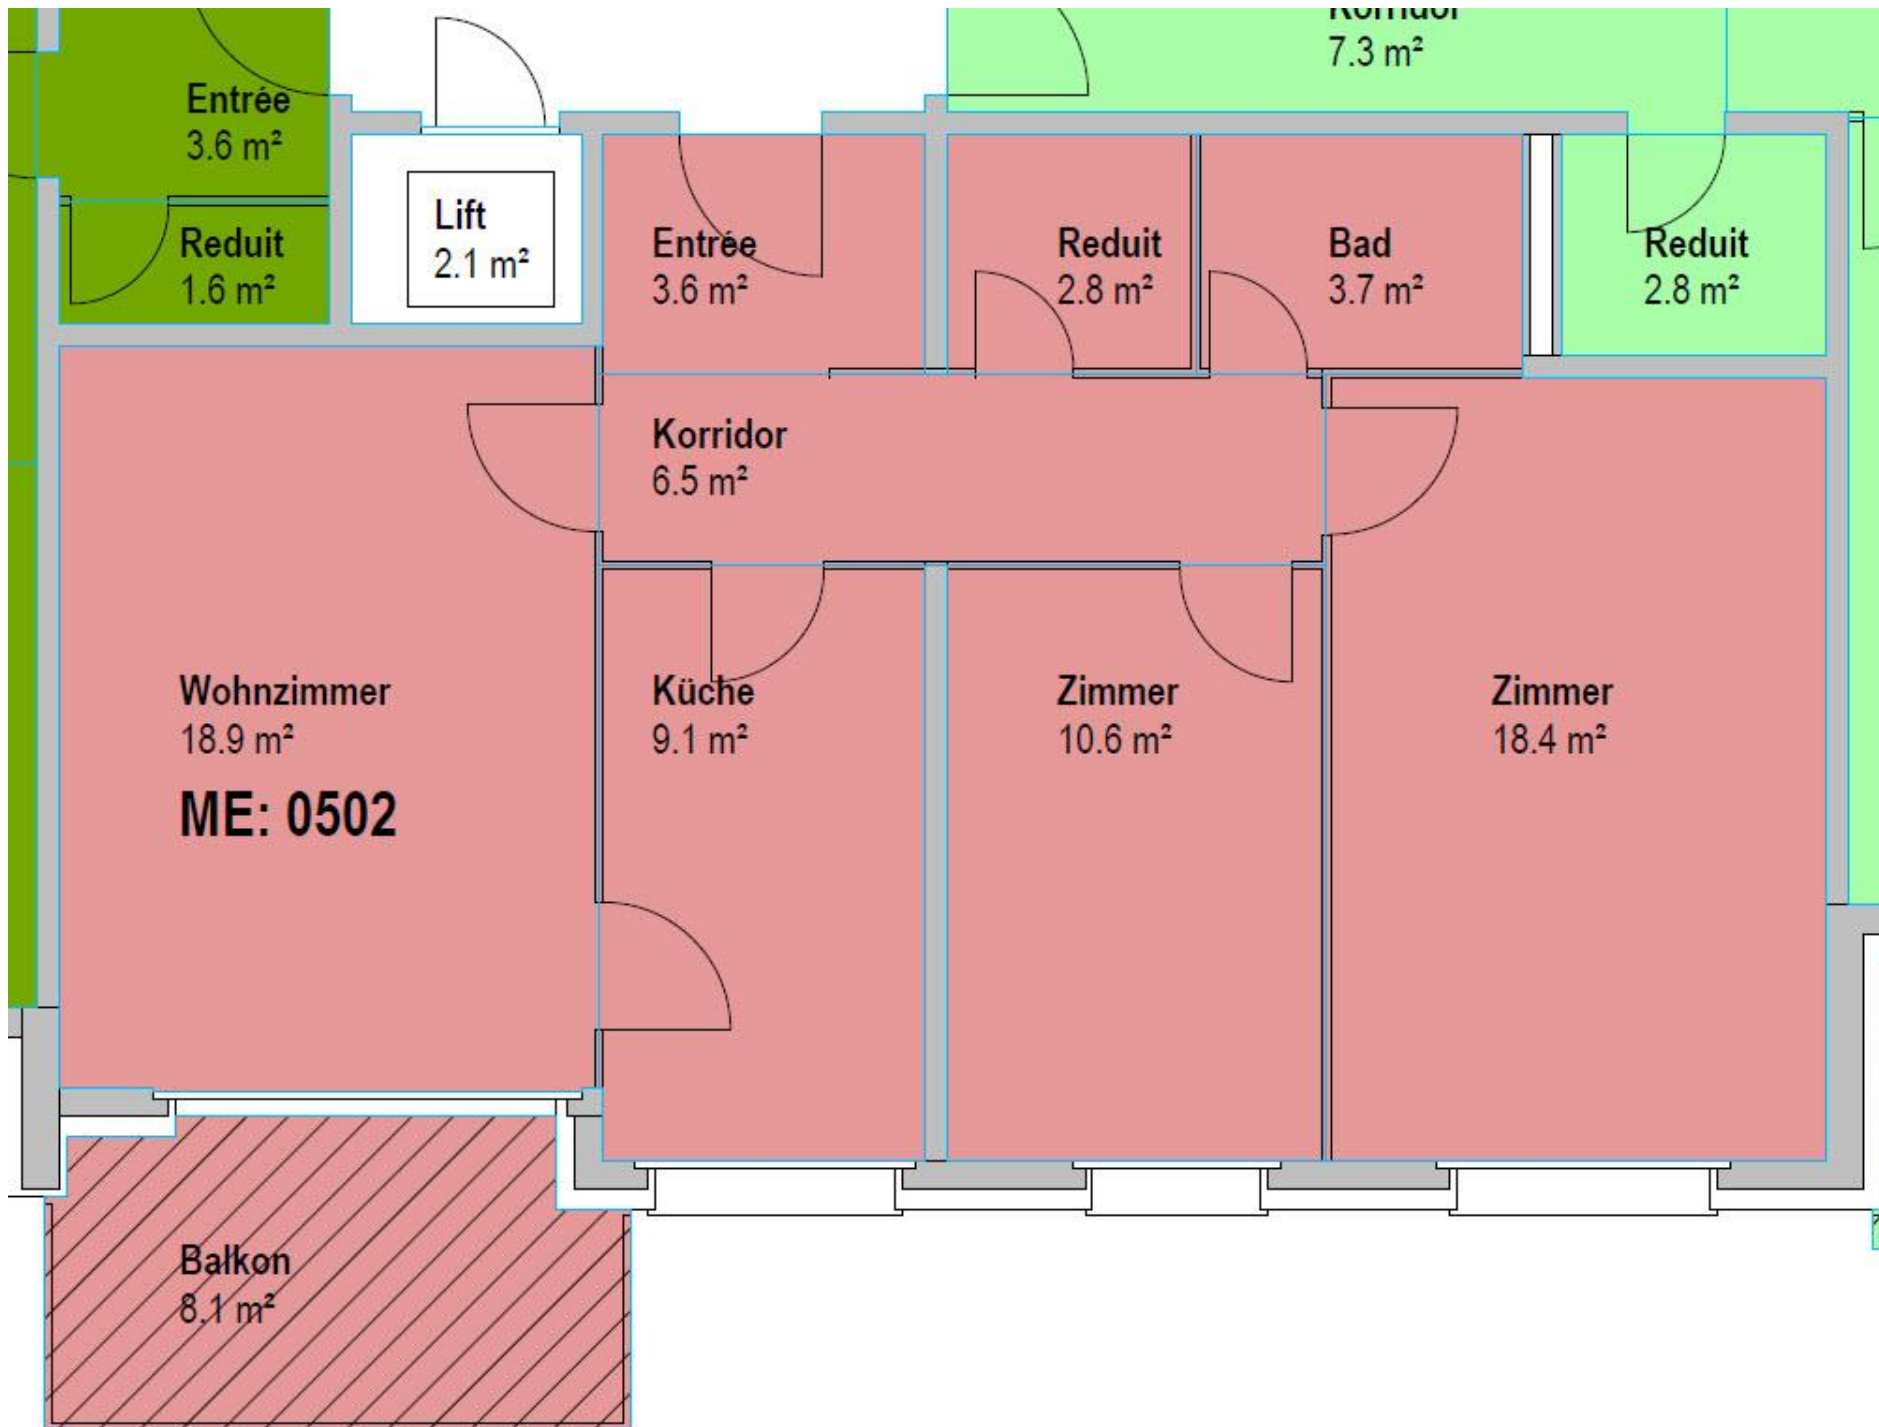 Korridor
7.3 m²
Entrée
3.6 m²
Reduit
1.6 m²
Lift
2.1 m²
Entrée
3.6 m²
Reduit
2.8 m²
Bad
3.7 m²
Reduit
2.8 m²
Korridor
6.5 m²
Wohnzimmer
18.9 m²
ME: 0502
Küche
9.1 m²
Zimmer
10.6 m²
Zimmer
18.4 m²
Balkon
8.1 m²